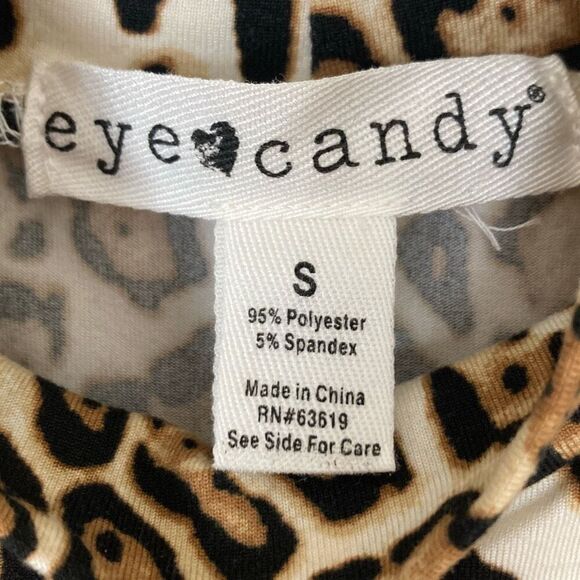 eye candy®
S
95% Polyester
5% Spandex
Made in China
RN#63619
See Side For Care